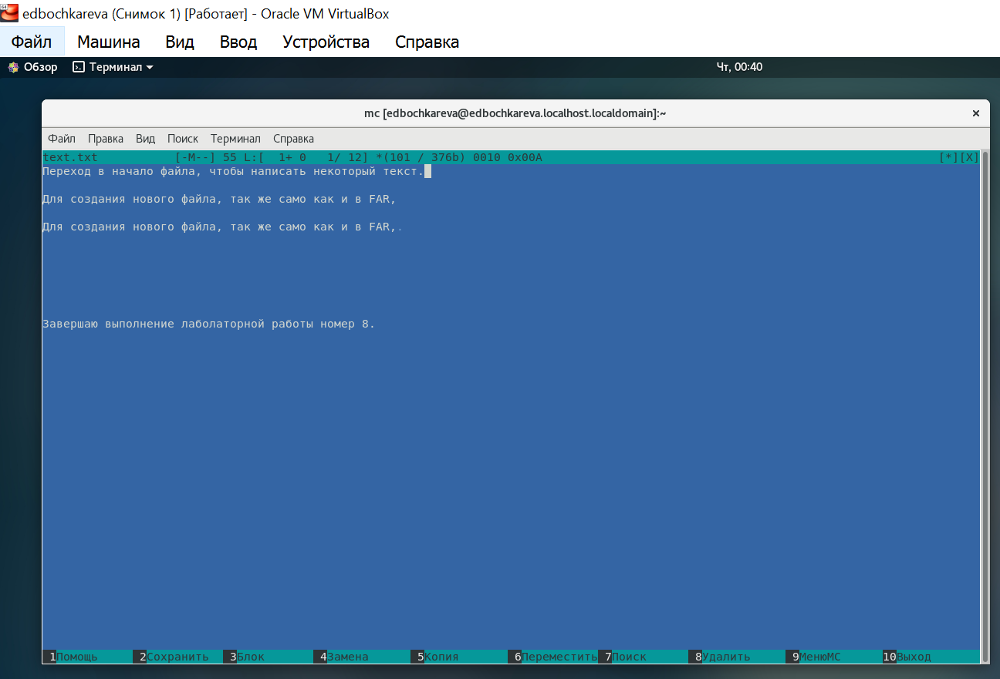 64
edbochkareva (Снимок 1) [Работает] - Oracle VM VirtualBox
Файл Машина Вид Ввод Устройства Справка
Обзор Терминал Чт, 00:40
mc [edbochkareva@edbochkareva.localhost.localdomain]:~ ×
Файл Правка Вид Поиск Терминал Справка
text.txt [-M--] 55 L:[ 1+ 0 1/ 12] *(101 / 376b) 0010 0x00A [*][X]
Переход в начало файла, чтобы написать некоторый текст.
Для создания нового файла, так же само как и в FAR,
Для создания нового файла, так же само как и в FAR,.
Завершаю выполнение лаболаторной работы номер 8.
1Помощь 2Сохранить 3Блок 4Замена 5Копия 6Переместить 7Поиск 8Удалить 9МенюMC 10Выход